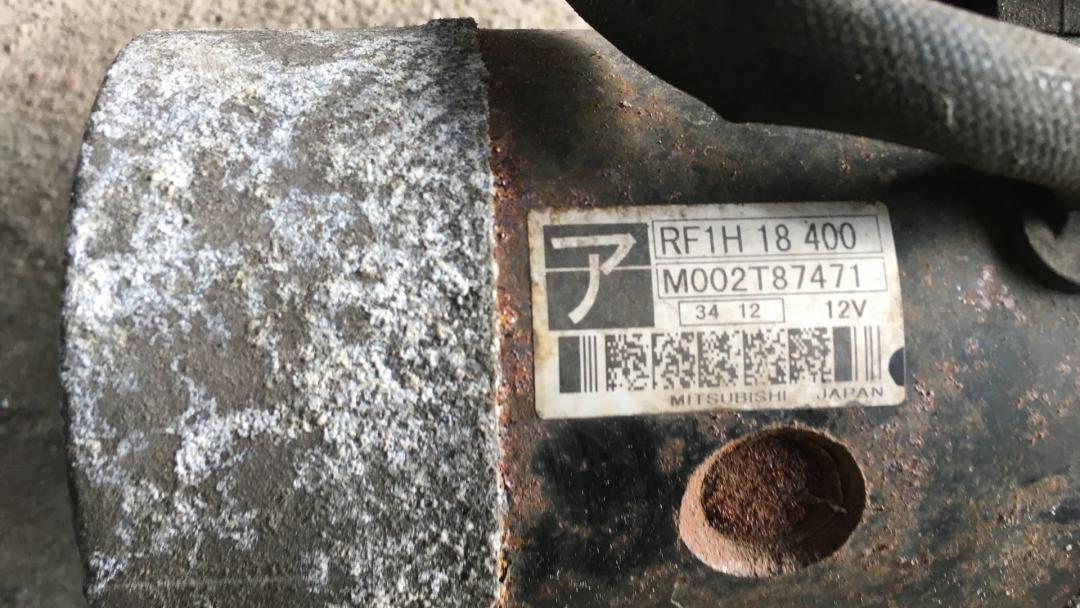 ア
RF1H 18 400
M002T87471
34 12 12V
MITSUBISHI JAPAN